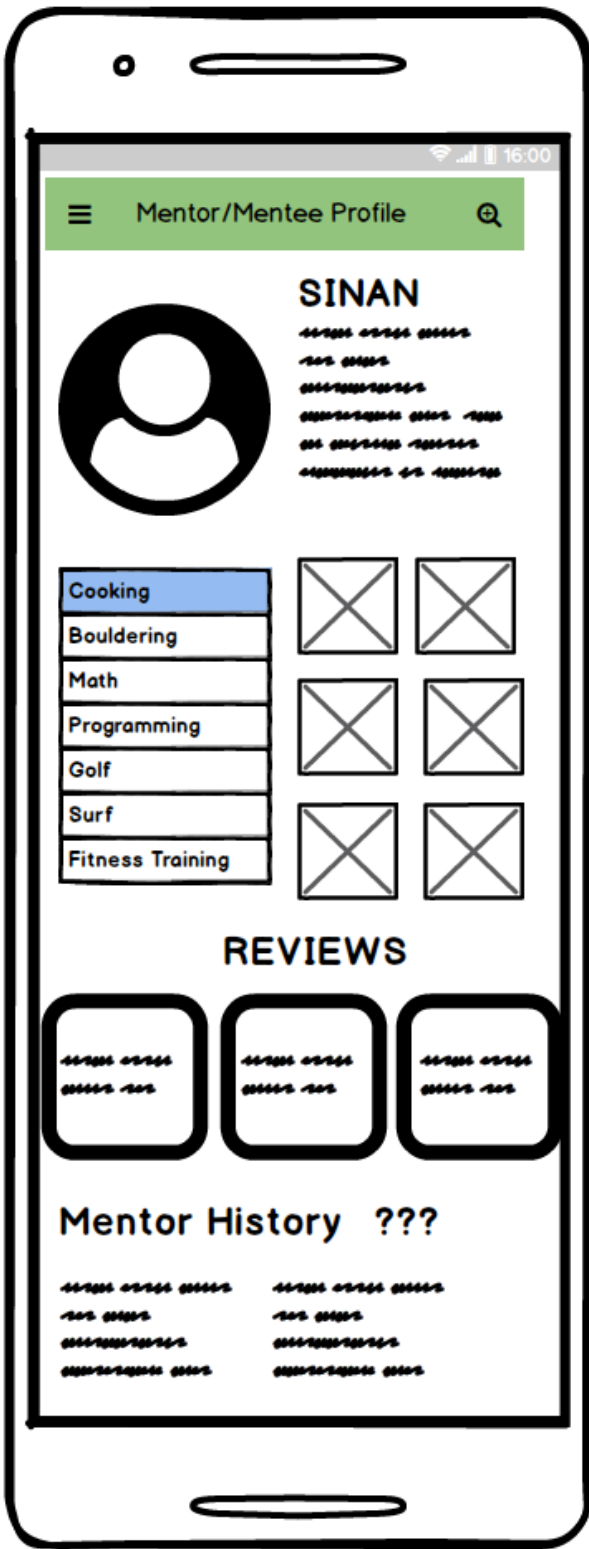 16:00
Mentor/Mentee Profile
SINAN
Cooking
Bouldering
Math
Programming
Golf
Surf
Fitness Training
REVIEWS
Mentor History ???